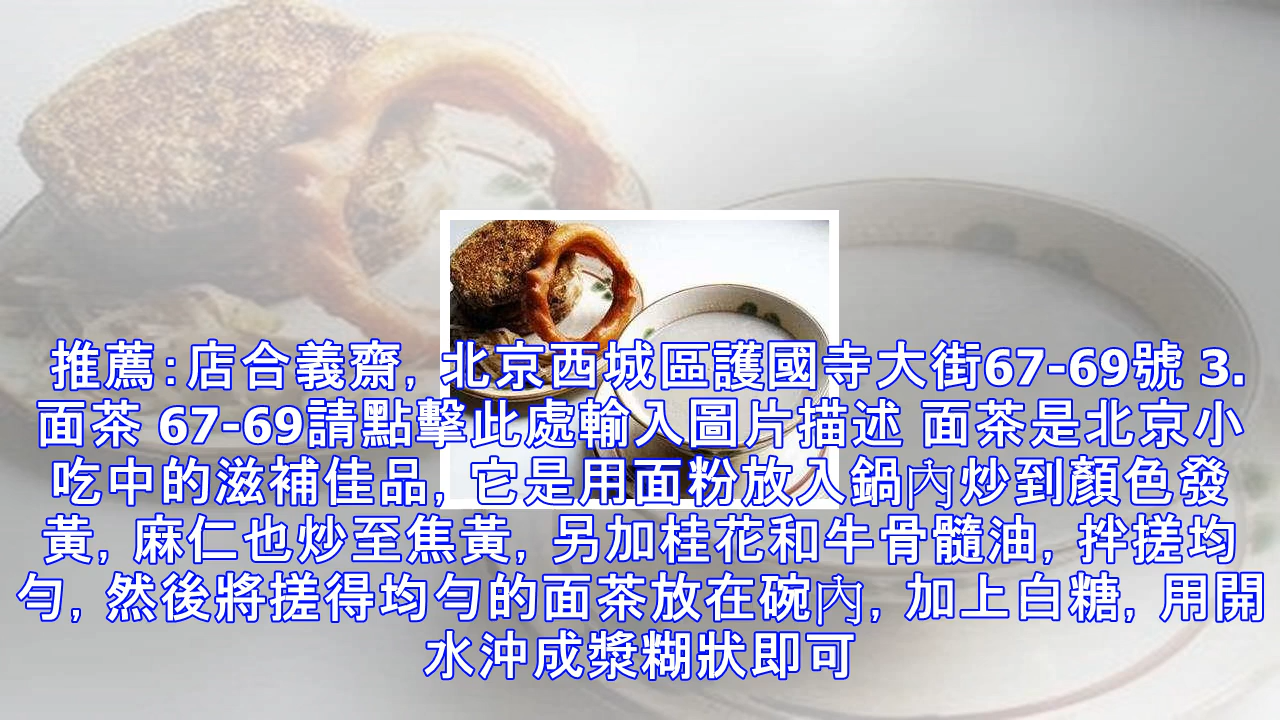 推薦:店合義齋, 北京西城區護國寺大街67-69號 3.
面茶 67-69請點擊此處輸入圖片描述 面茶是北京小
吃中的滋補佳品, 它是用面粉放入鍋內炒到顏色發
黃, 麻仁也炒至焦黃, 另加桂花和牛骨髓油, 拌搓均
勻, 然後將搓得均勻的面茶放在碗內, 加上白糖, 用開
水沖成漿糊狀即可